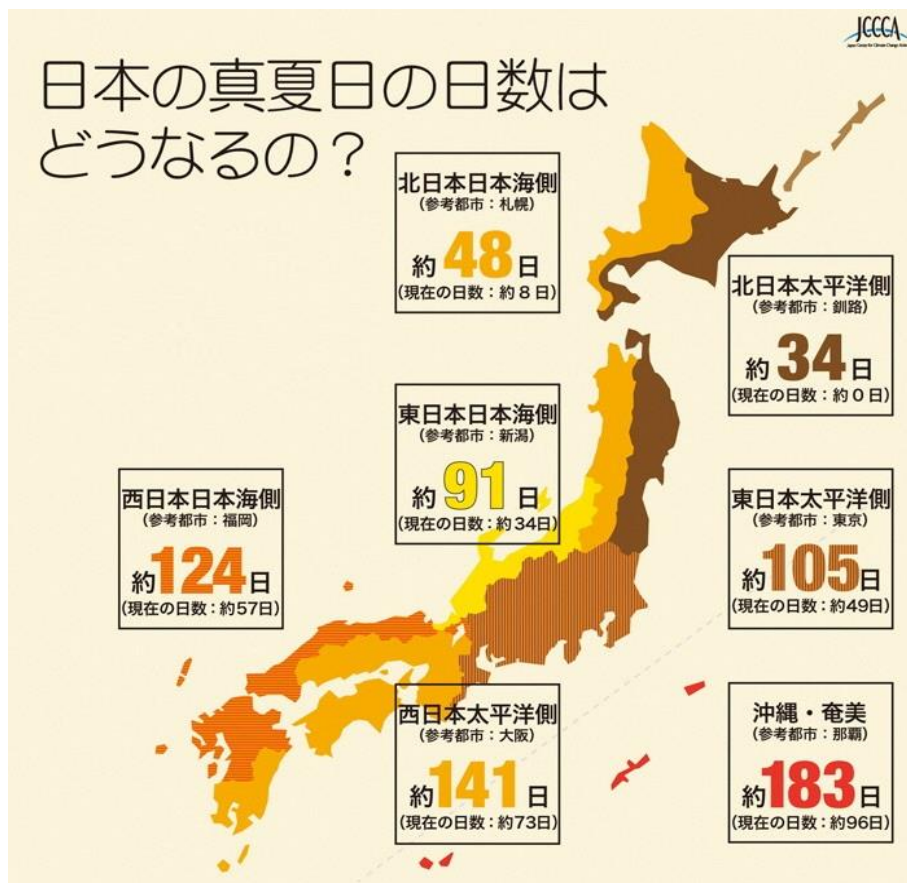 JCCCA
Japan Center for Climate Change Actions
日本の真夏日の日数は
どうなるの？
北日本日本海側
(参考都市：札幌)
約48日
(現在の日数：約8日)
北日本太平洋側
(参考都市：釧路)
約34日
(現在の日数：約0日)
東日本日本海側
(参考都市：新潟)
約91日
(現在の日数：約34日)
西日本日本海側
(参考都市：福岡)
約124日
(現在の日数：約57日)
東日本太平洋側
(参考都市：東京)
約105日
(現在の日数：約49日)
西日本太平洋側
(参考都市：大阪)
約141日
(現在の日数：約73日)
沖縄・奄美
(参考都市：那覇)
約183日
(現在の日数：約96日)